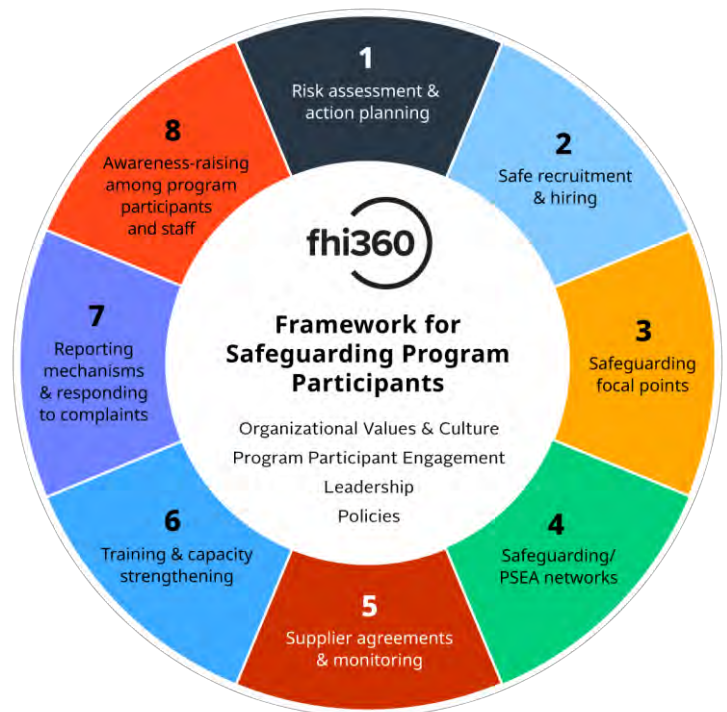 1
Risk assessment &
action planning
2
Safe recruitment
& hiring
3
Safeguarding
focal points
4
Safeguarding/
PSEA networks
5
Supplier agreements
& monitoring
6
Training & capacity
strengthening
7
Reporting
mechanisms
& responding
to complaints
8
Awareness-raising
among program
participants
and staff
fhi360
Framework for
Safeguarding Program
Participants
Organizational Values & Culture
Program Participant Engagement
Leadership
Policies